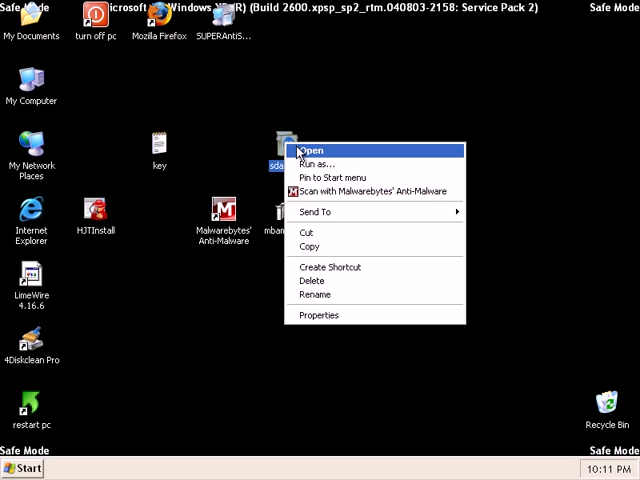 Safe Mode
Microsoft (R) Windows XP (R) (Build 2600.xpsp_sp2_rtm.040803-2158: Service Pack 2)
Safe Mode
My Documents
turn off pc
Mozilla Firefox
SUPERAntiS...
My Computer
My Network
Places
key
sda
Internet
Explorer
HJTInstall
Malwarebytes'
Anti-Malware
mban
Open
Run as...
Pin to Start menu
Scan with Malwarebytes' Anti-Malware
Send To
Cut
Copy
Create Shortcut
Delete
Rename
Properties
LimeWire
4.16.6
4Diskclean Pro
restart pc
Recycle Bin
Safe Mode
Safe Mode
Start
10:11 PM